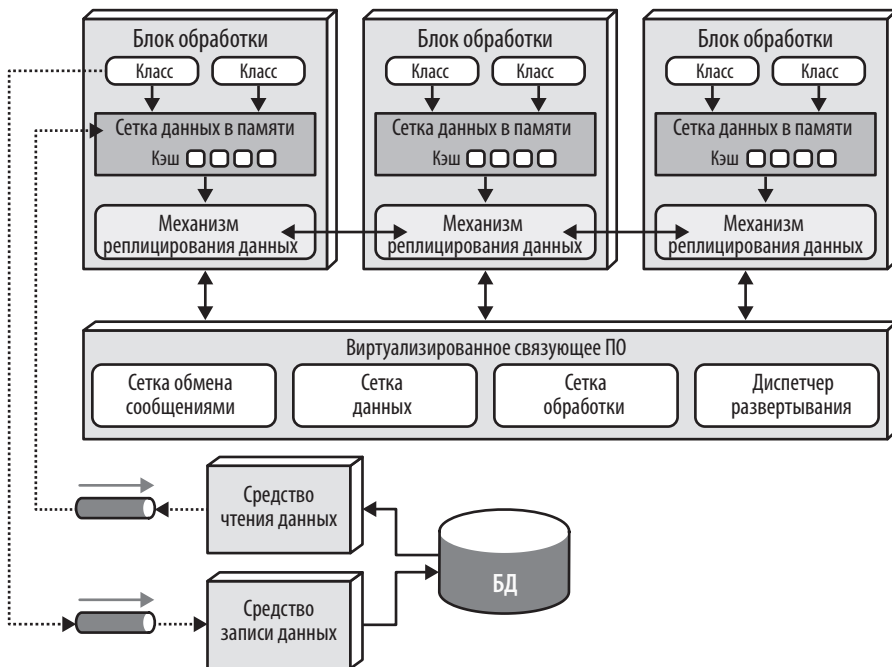 Блок обработки
Класс
Класс
Сетка данных в памяти
Кэш
Механизм
реплицирования данных
Блок обработки
Класс
Класс
Сетка данных в памяти
Кэш
Механизм
реплицирования данных
Блок обработки
Класс
Класс
Сетка данных в памяти
Кэш
Механизм
реплицирования данных
Виртуализированное связующее ПО
Сетка обмена
сообщениями
Сетка
данных
Сетка
обработки
Диспетчер
развертывания
Средство
чтения данных
БД
Средство
записи данных